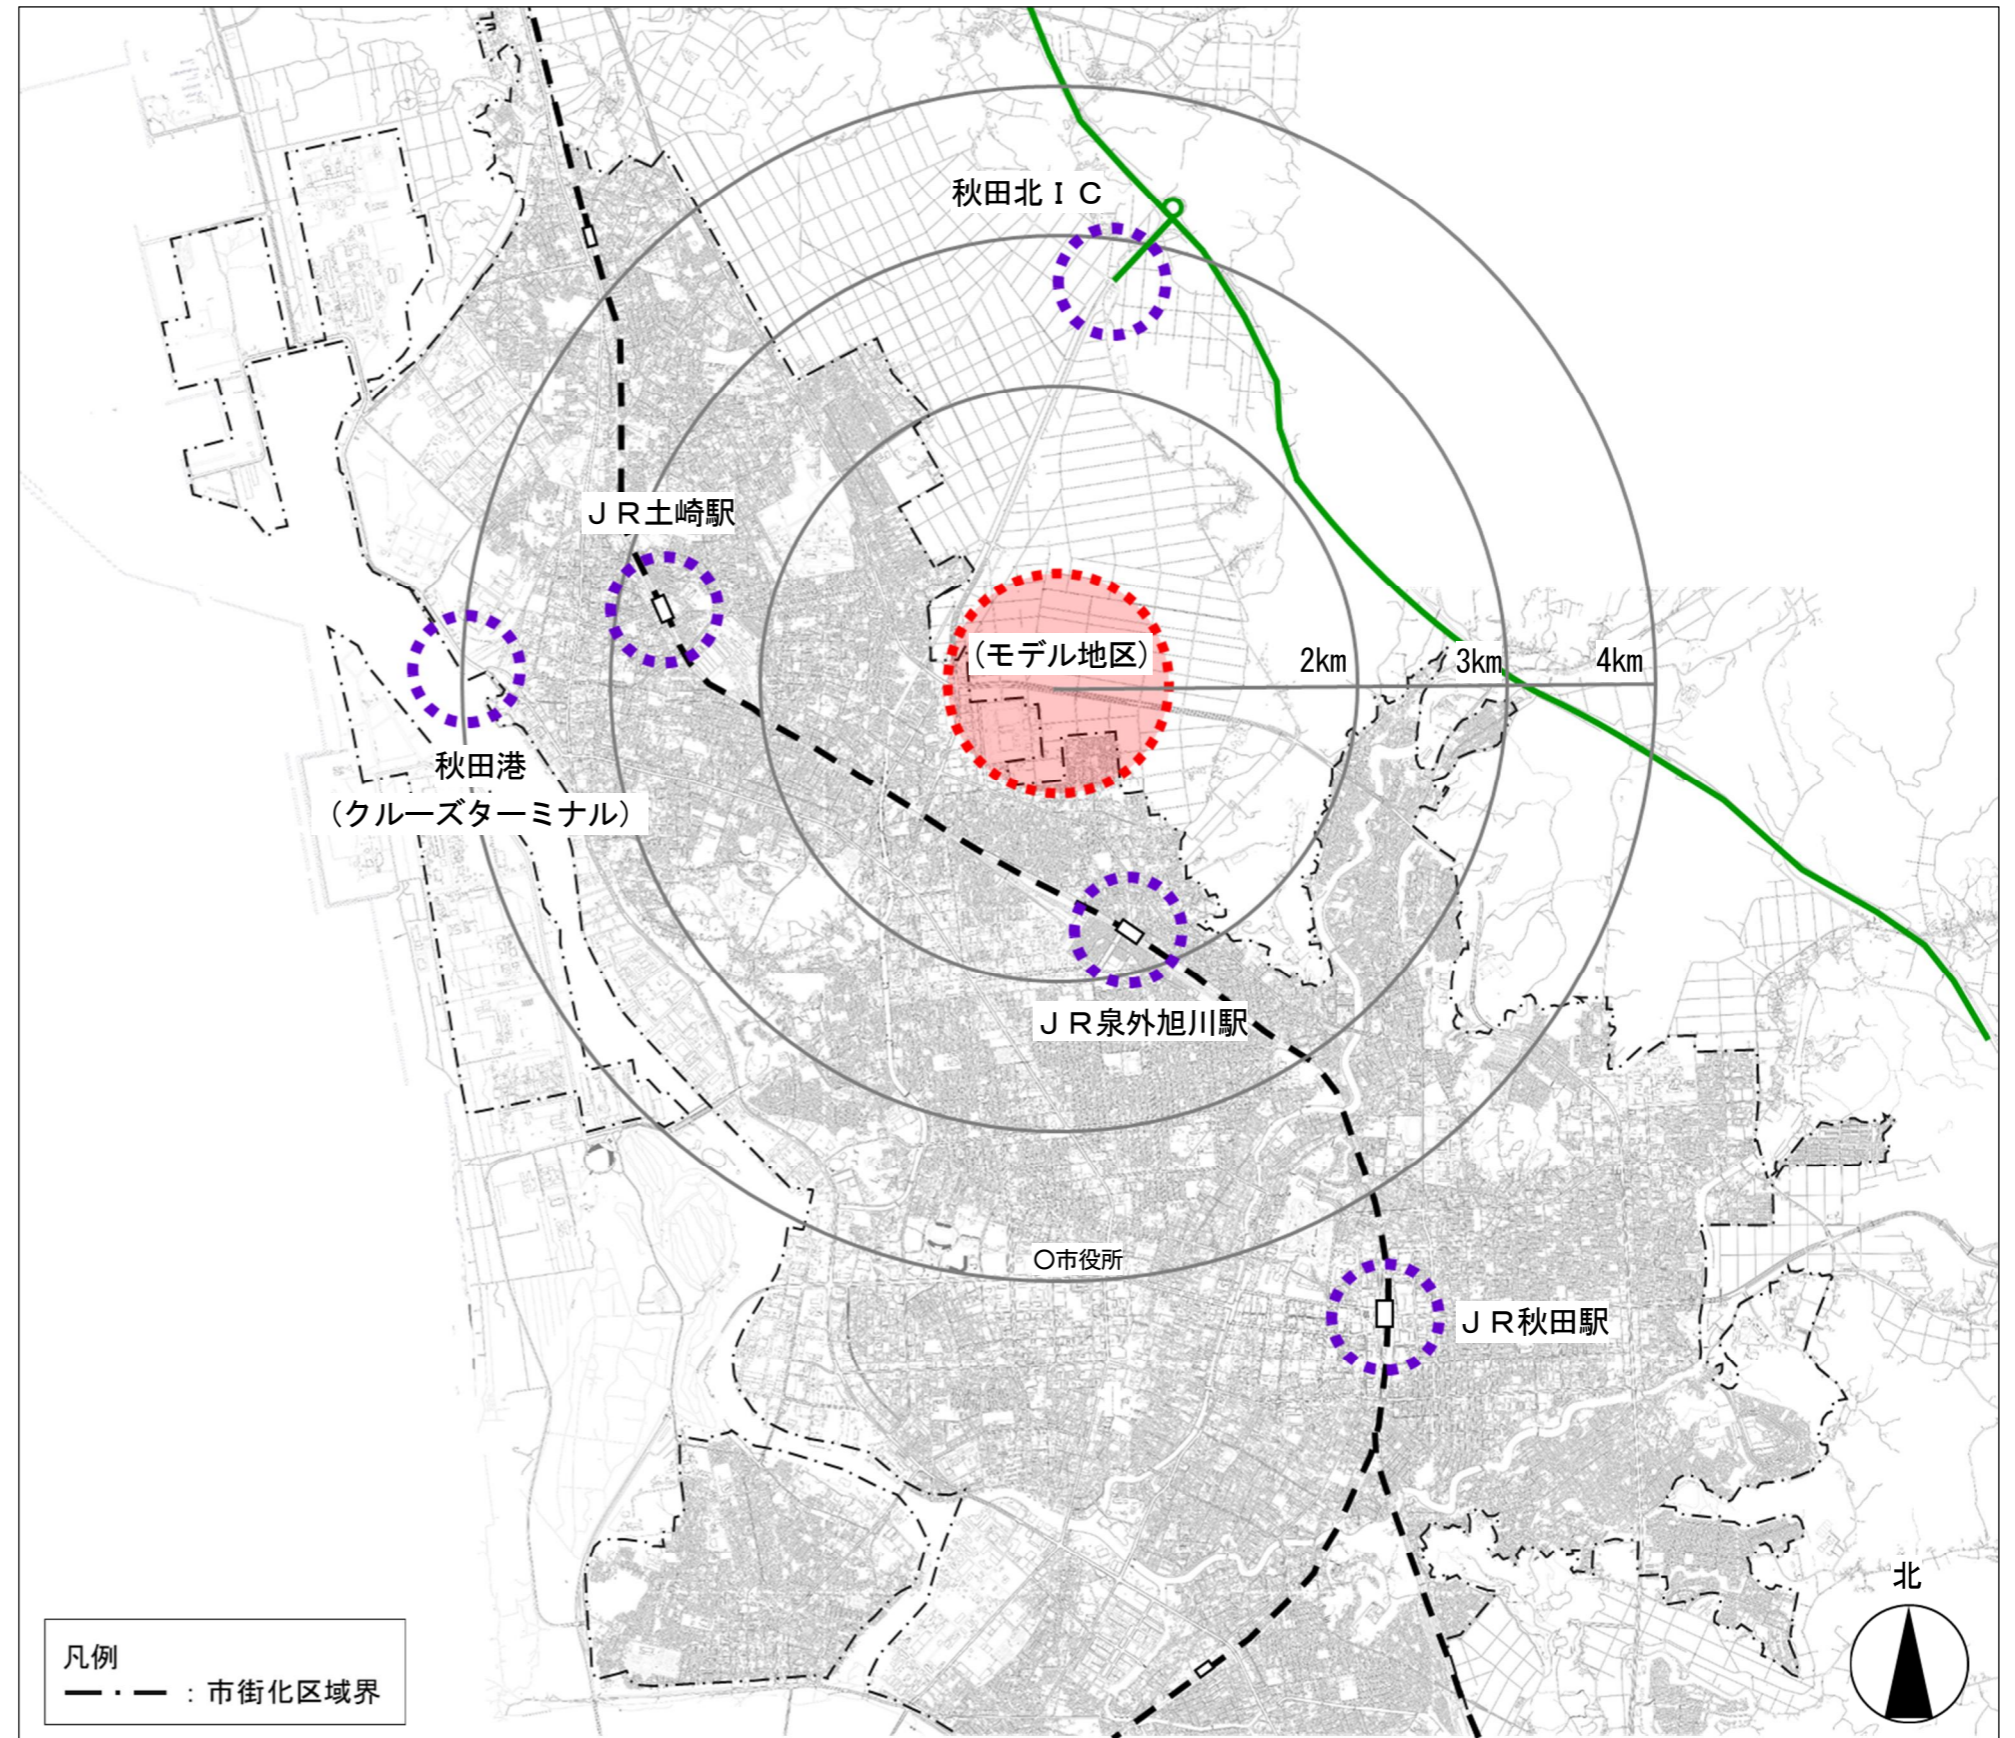 秋田北ＩＣ
ＪＲ土崎駅
（モデル地区）
2km
3km
4km
秋田港
（クルーズターミナル）
ＪＲ泉外旭川駅
○市役所
ＪＲ秋田駅
北
凡例
：市街化区域界